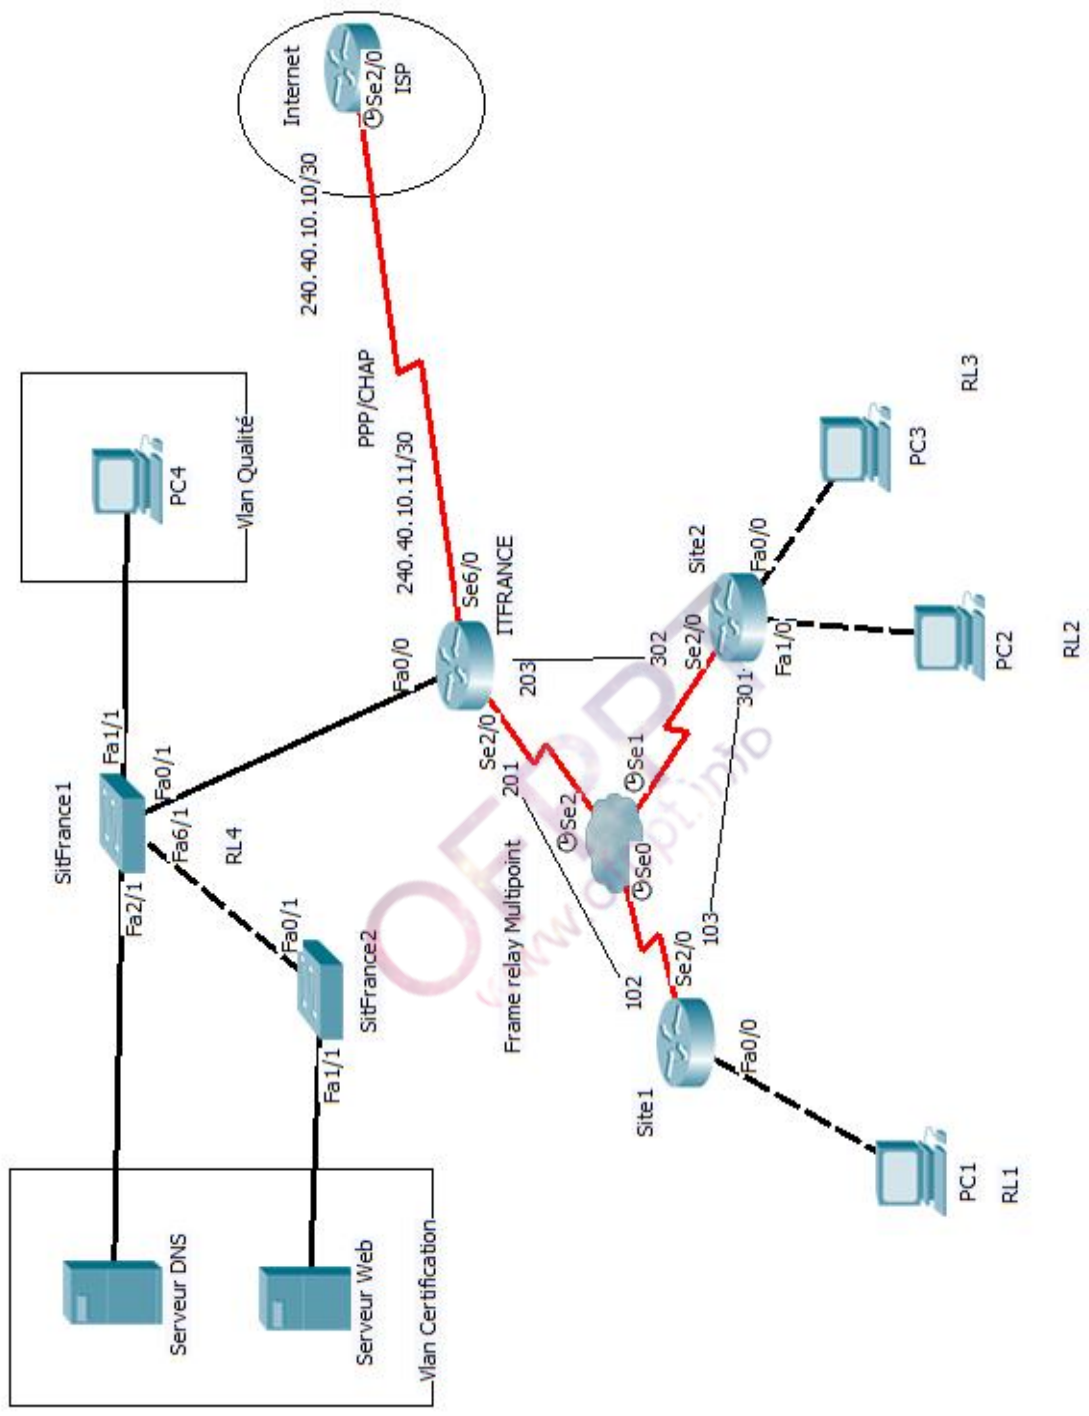 Internet
Se2/0
ISP
240.40.10.10/30
PPP/CHAP
240.40.10.11/30
Se6/0
ITFRANCE
Fa0/0
Se2/0
203
201
PC4
Vlan Qualité
SitFrance1
Fa1/1
Fa0/1
Fa6/1
Fa2/1
RL4
Fa0/1
SitFrance2
Fa1/1
Serveur DNS
Serveur Web
Vlan Certification
Frame relay Multipoint
Se2
Se1
Se0
302
Site2
Se2/0
Fa0/0
Fa1/0
301
PC3
RL3
PC2
RL2
102
103
Se2/0
Site1
Fa0/0
PC1
RL1
OFPPT
www.ofppt.info